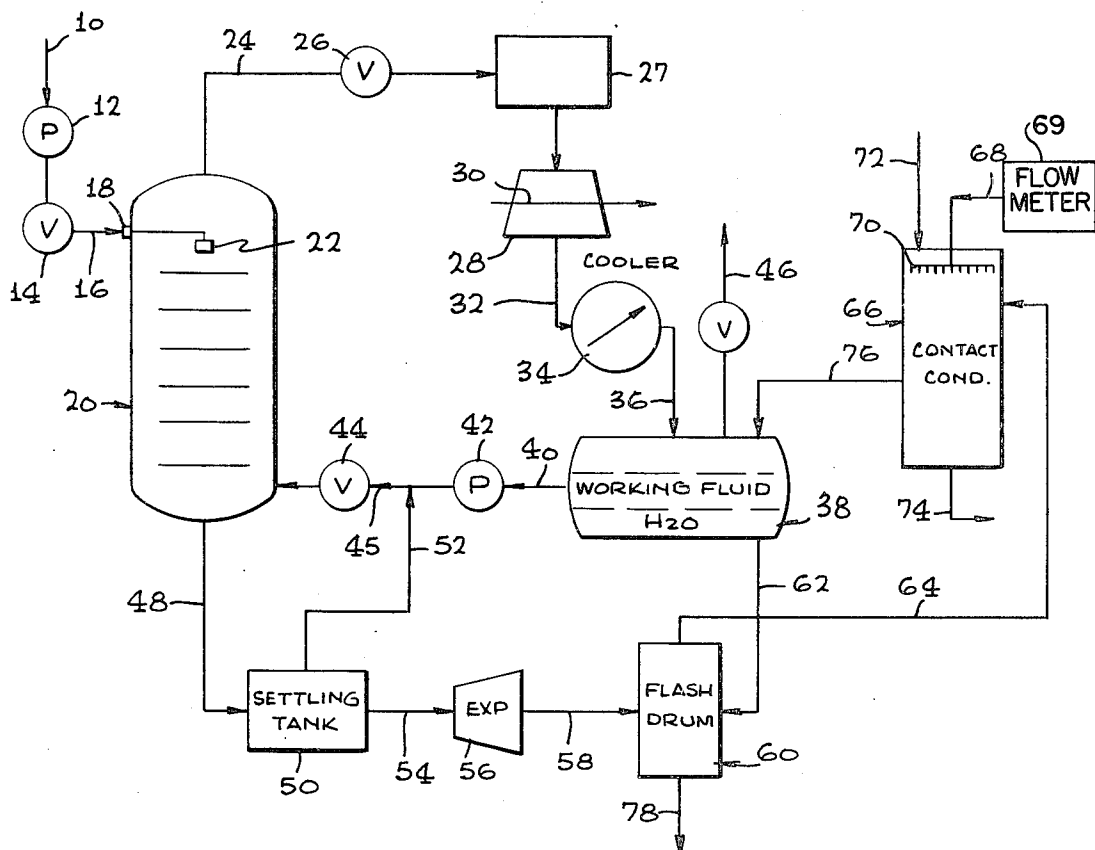 10
24
26
V
27
12
P
69
FLOW
METER
72
68
18
30
70
V
22
28
COOLER
46
14
16
32
66
V
CONTACT
COND.
34
76
20
36
44
42
40
V
P
WORKING FLUID
H2O
38
74
45
52
48
62
64
SETTLING
TANK
EXP
FLASH
DRUM
50
54
56
58
60
78